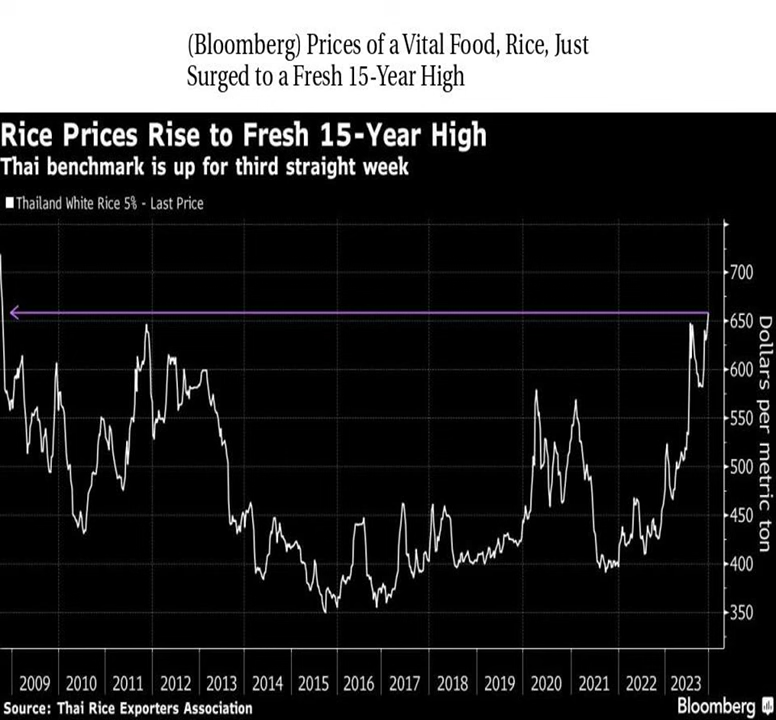 (Bloomberg) Prices of a Vital Food, Rice, Just
Surged to a Fresh 15-Year High
Rice Prices Rise to Fresh 15-Year High
Thai benchmark is up for third straight week
Thailand White Rice 5% - Last Price
700
650
600
550
500
450
400
350
Dollars per metric ton
2009 2010 2011 2012 2013 2014 2015 2016 2017 2018 2019 2020 2021 2022 2023
Source: Thai Rice Exporters Association
Bloomberg